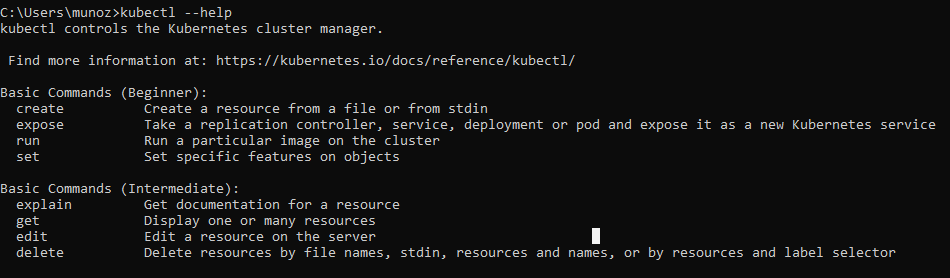 C:\Users\munoz>kubectl --help
kubectl controls the Kubernetes cluster manager.
Find more information at: https://kubernetes.io/docs/reference/kubectl/
Basic Commands (Beginner):
create Create a resource from a file or from stdin
expose Take a replication controller, service, deployment or pod and expose it as a new Kubernetes service
run Run a particular image on the cluster
set Set specific features on objects
Basic Commands (Intermediate):
explain Get documentation for a resource
get Display one or many resources
edit Edit a resource on the server
delete Delete resources by file names, stdin, resources and names, or by resources and label selector